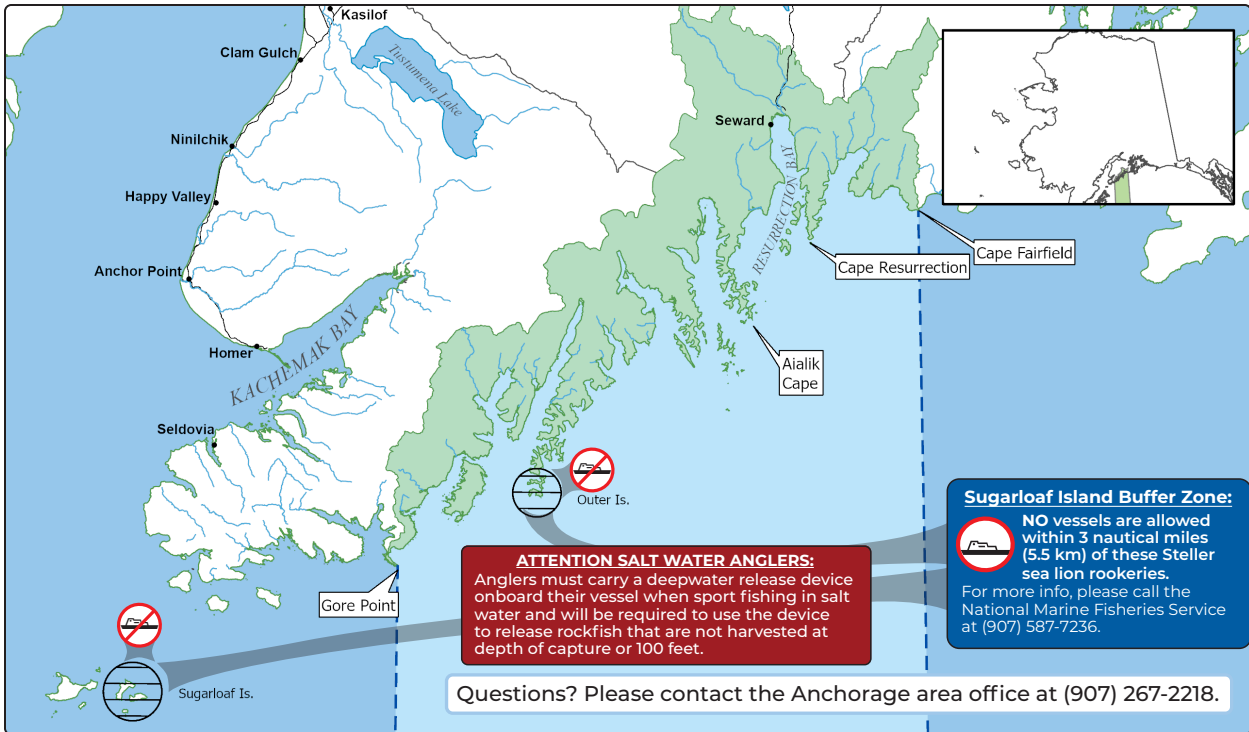 Kasilof
Clam Gulch
Tustumena Lake
Ninilchik
Seward
Happy Valley
RESURRECTION BAY
Cape Fairfield
Cape Resurrection
Anchor Point
Homer
KACHEMAK BAY
Aialik
Cape
Seldovia
Outer Is.
Gore Point
Sugarloaf Is.
ATTENTION SALT WATER ANGLERS:
Anglers must carry a deepwater release device
onboard their vessel when sport fishing in salt
water and will be required to use the device
to release rockfish that are not harvested at
depth of capture or 100 feet.
Sugarloaf Island Buffer Zone:
NO vessels are allowed
within 3 nautical miles
(5.5 km) of these Steller
sea lion rookeries.
For more info, please call the
National Marine Fisheries Service
at (907) 587-7236.
Questions? Please contact the Anchorage area office at (907) 267-2218.